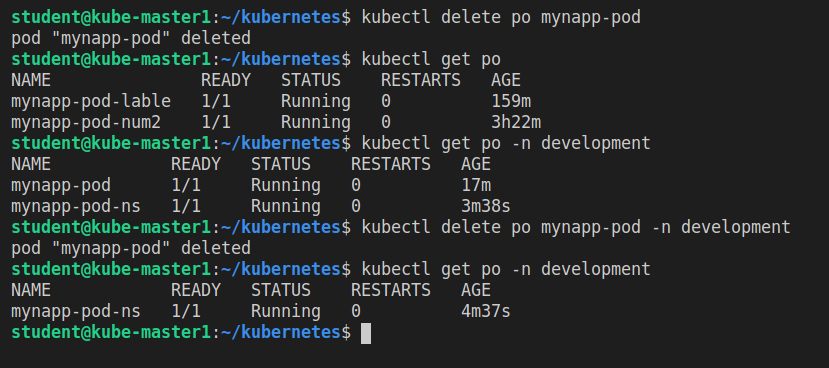 student@kube-master1:~/kubernetes$ kubectl delete po mynapp-pod
pod "mynapp-pod" deleted
student@kube-master1:~/kubernetes$ kubectl get po
NAME               READY   STATUS    RESTARTS   AGE
mynapp-pod-lable   1/1     Running   0          159m
mynapp-pod-num2    1/1     Running   0          3h22m
student@kube-master1:~/kubernetes$ kubectl get po -n development
NAME            READY   STATUS    RESTARTS   AGE
mynapp-pod      1/1     Running   0          17m
mynapp-pod-ns   1/1     Running   0          3m38s
student@kube-master1:~/kubernetes$ kubectl delete po mynapp-pod -n development
pod "mynapp-pod" deleted
student@kube-master1:~/kubernetes$ kubectl get po -n development
NAME            READY   STATUS    RESTARTS   AGE
mynapp-pod-ns   1/1     Running   0          4m37s
student@kube-master1:~/kubernetes$